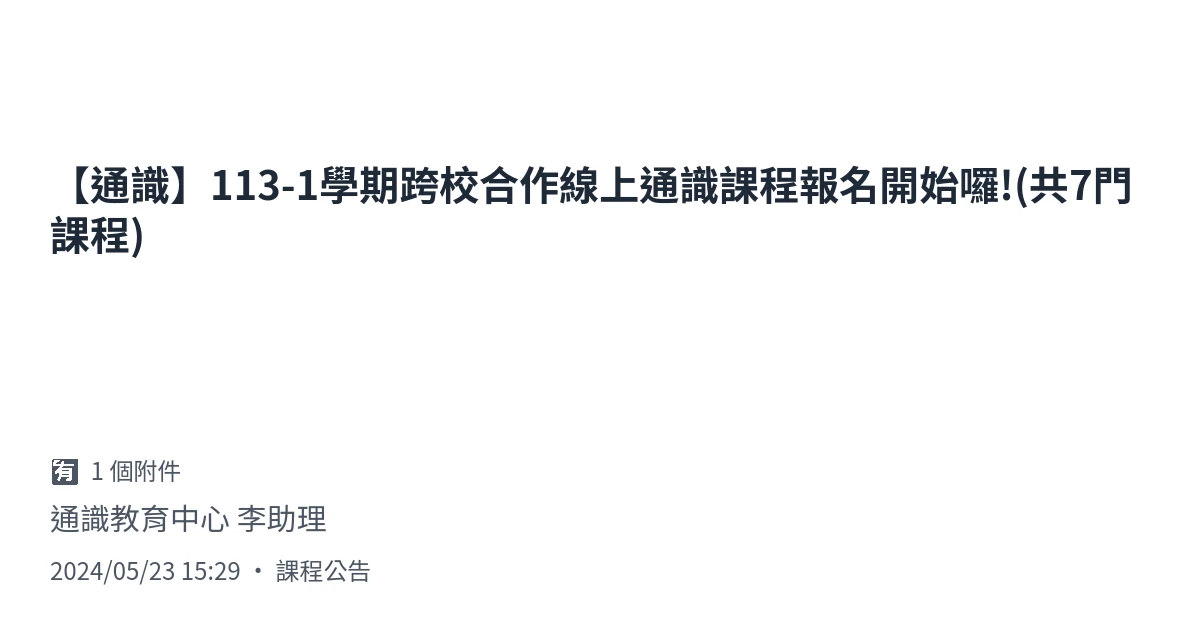 【通識】113-1學期跨校合作線上通識課程報名開始囉!(共7門
課程)
🈶 1 個附件
通識教育中心 李助理
2024/05/23 15:29 • 課程公告